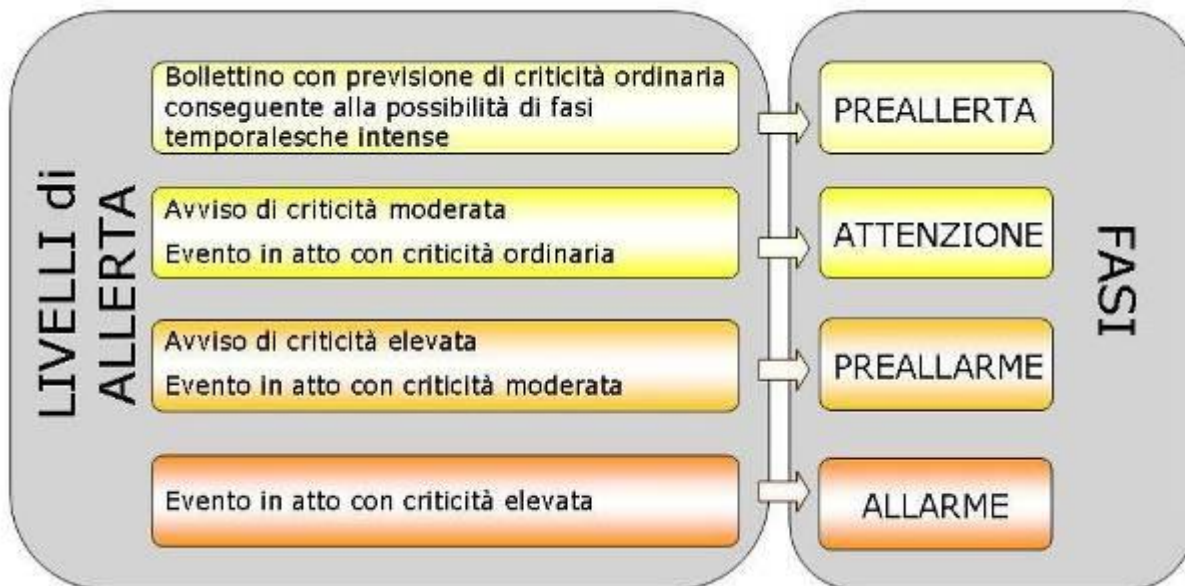 LIVELLI di
ALLERTA
Bollettino con previsione di criticità ordinaria
conseguente alla possibilità di fasi
temporalesche intense
PREALLERTA
Avviso di criticità moderata
Evento in atto con criticità ordinaria
ATTENZIONE
Avviso di criticità elevata
Evento in atto con criticità moderata
PREALLARME
Evento in atto con criticità elevata
ALLARME
FASI